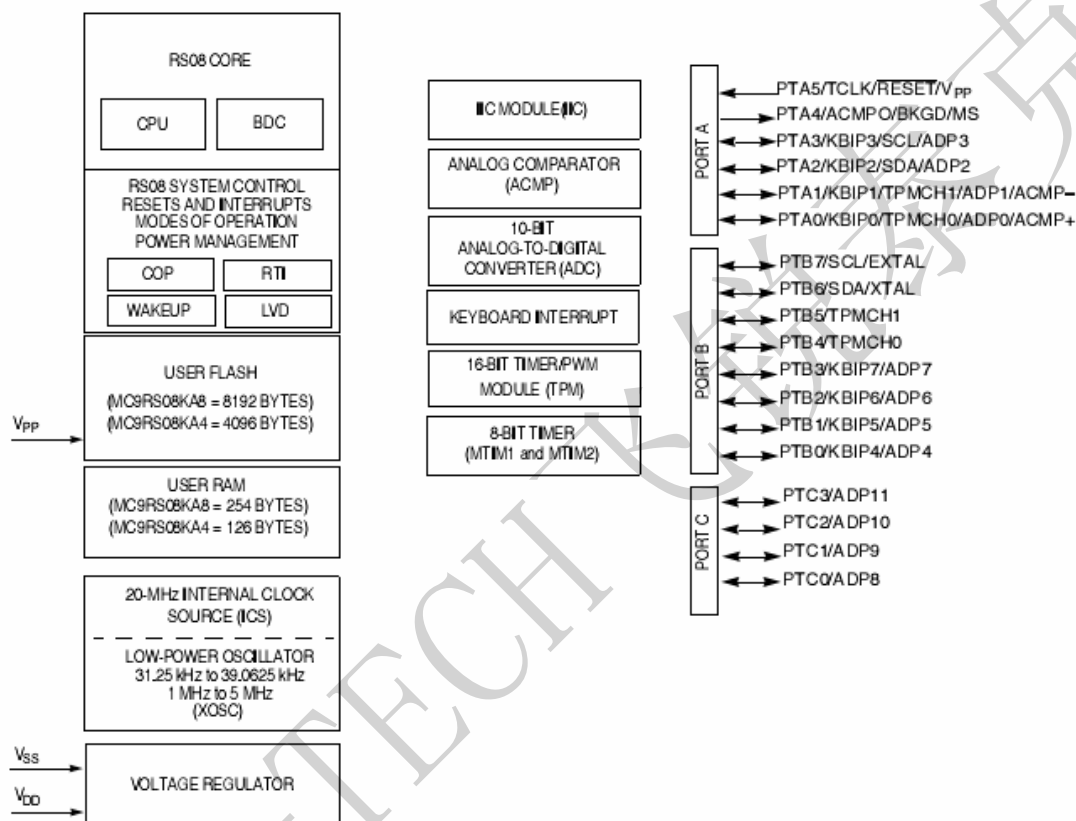 RS08 CORE
CPU
BDC
RS08 SYSTEM CONTROL
RESETS AND INTERRUPTS
MODES OF OPERATION
POWER MANAGEMENT
COP
RTI
WAKEUP
LVD
USER FLASH
(MC9RS08KA8 = 8192 BYTES)
(MC9RS08KA4 = 4096 BYTES)
VPP
USER RAM
(MC9RS08KA8 = 254 BYTES)
(MC9RS08KA4 = 126 BYTES)
20-MHz INTERNAL CLOCK
SOURCE (ICS)
LOW-POWER OSCILLATOR
31.25 kHz to 39.0625 kHz
1 MHz to 5 MHz
(XOSC)
VSS
VDD
VOLTAGE REGULATOR
IIC MODULE(IIC)
ANALOG COMPARATOR
(ACMP)
10-BIT
ANALOG-TO-DIGITAL
CONVERTER (ADC)
KEYBOARD INTERRUPT
16-BIT TIMER/PWM
MODULE (TPM)
8-BIT TIMER
(MTIM1 and MTIM2)
PORT A
PTA5/TCLK/RESET/VPP
PTA4/ACMPO/BKGD/MS
PTA3/KBIP3/SCL/ADP3
PTA2/KBIP2/SDA/ADP2
PTA1/KBIP1/TPMCH1/ADP1/ACMP–
PTA0/KBIP0/TPMCH0/ADP0/ACMP+
PORT B
PTB7/SCL/EXTAL
PTB6/SDA/XTAL
PTB5/TPMCH1
PTB4/TPMCH0
PTB3/KBIP7/ADP7
PTB2/KBIP6/ADP6
PTB1/KBIP5/ADP5
PTB0/KBIP4/ADP4
PORT C
PTC3/ADP11
PTC2/ADP10
PTC1/ADP9
PTC0/ADP8
TECH 飞锐泰克